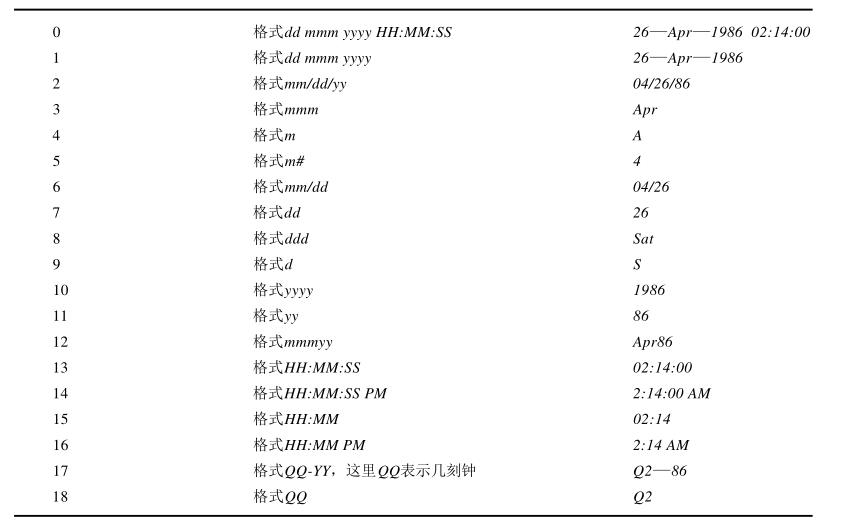 0 格式dd mmm yyyy HH:MM:SS 26—Apr—1986 02:14:00
1 格式dd mmm yyyy 26—Apr—1986
2 格式mm/dd/yy 04/26/86
3 格式mmm Apr
4 格式m A
5 格式m# 4
6 格式mm/dd 04/26
7 格式dd 26
8 格式ddd Sat
9 格式d S
10 格式yyyy 1986
11 格式yy 86
12 格式mmmyy Apr86
13 格式HH:MM:SS 02:14:00
14 格式HH:MM:SS PM 2:14:00 AM
15 格式HH:MM 02:14
16 格式HH:MM PM 2:14 AM
17 格式QQ-YY，这里QQ表示几刻钟 Q2—86
18 格式QQ Q2